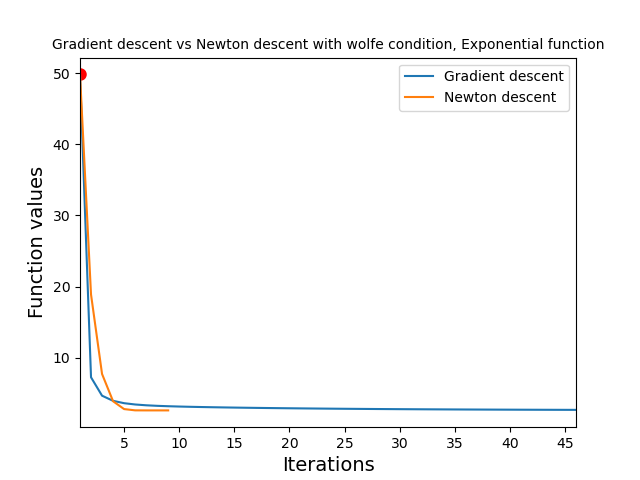 Gradient descent vs Newton descent with wolfe condition, Exponential function
Gradient descent
Newton descent
Function values
50
40
30
20
10
5
10
15
20
25
30
35
40
45
Iterations